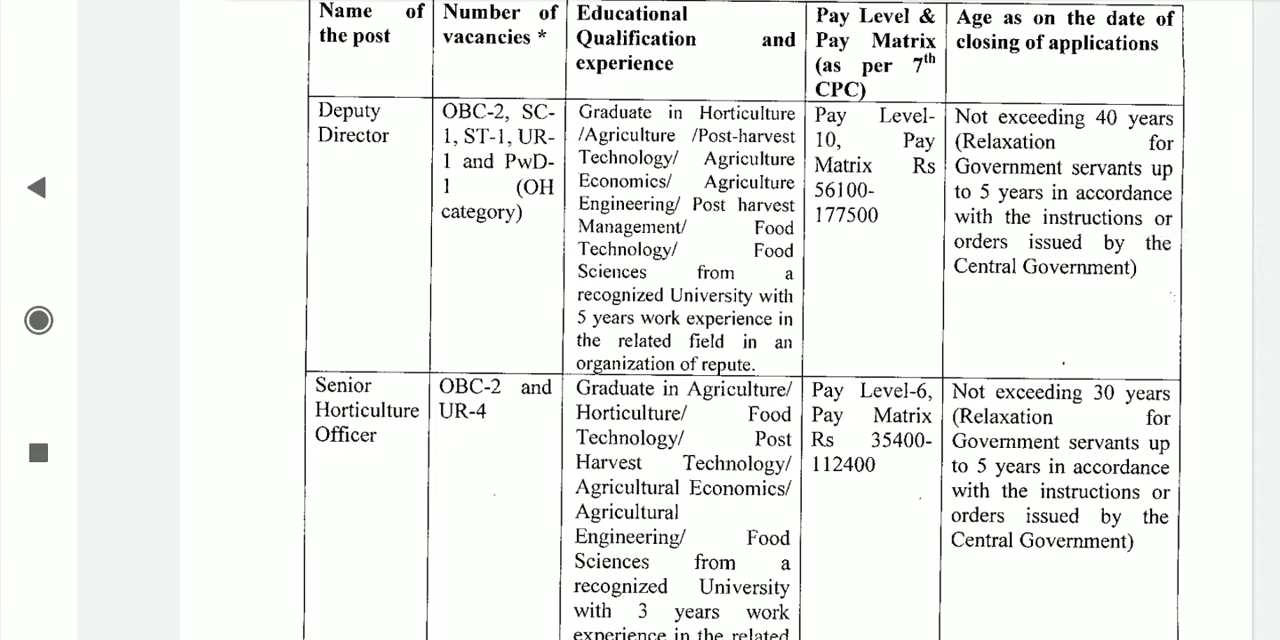 Name of
the post
Number of
vacancies *
Educational
Qualification and
experience
Pay Level &
Pay Matrix
(as per 7th
CPC)
Age as on the date of
closing of applications
Deputy
Director
OBC-2, SC-
1, ST-1, UR-
1 and PwD-
1 (OH
category)
Graduate in Horticulture
/Agriculture /Post-harvest
Technology/ Agriculture
Economics/ Agriculture
Engineering/ Post harvest
Management/ Food
Technology/ Food
Sciences from a
recognized University with
5 years work experience in
the related field in an
organization of repute.
Pay Level-
10, Pay
Matrix Rs
56100-
177500
Not exceeding 40 years
(Relaxation for
Government servants up
to 5 years in accordance
with the instructions or
orders issued by the
Central Government)
Senior
Horticulture
Officer
OBC-2 and
UR-4
Graduate in Agriculture/
Horticulture/ Food
Technology/ Post
Harvest Technology/
Agricultural Economics/
Agricultural
Engineering/ Food
Sciences from a
recognized University
with 3 years work
experience in the related
Pay Level-6,
Pay Matrix
Rs 35400-
112400
Not exceeding 30 years
(Relaxation for
Government servants up
to 5 years in accordance
with the instructions or
orders issued by the
Central Government)